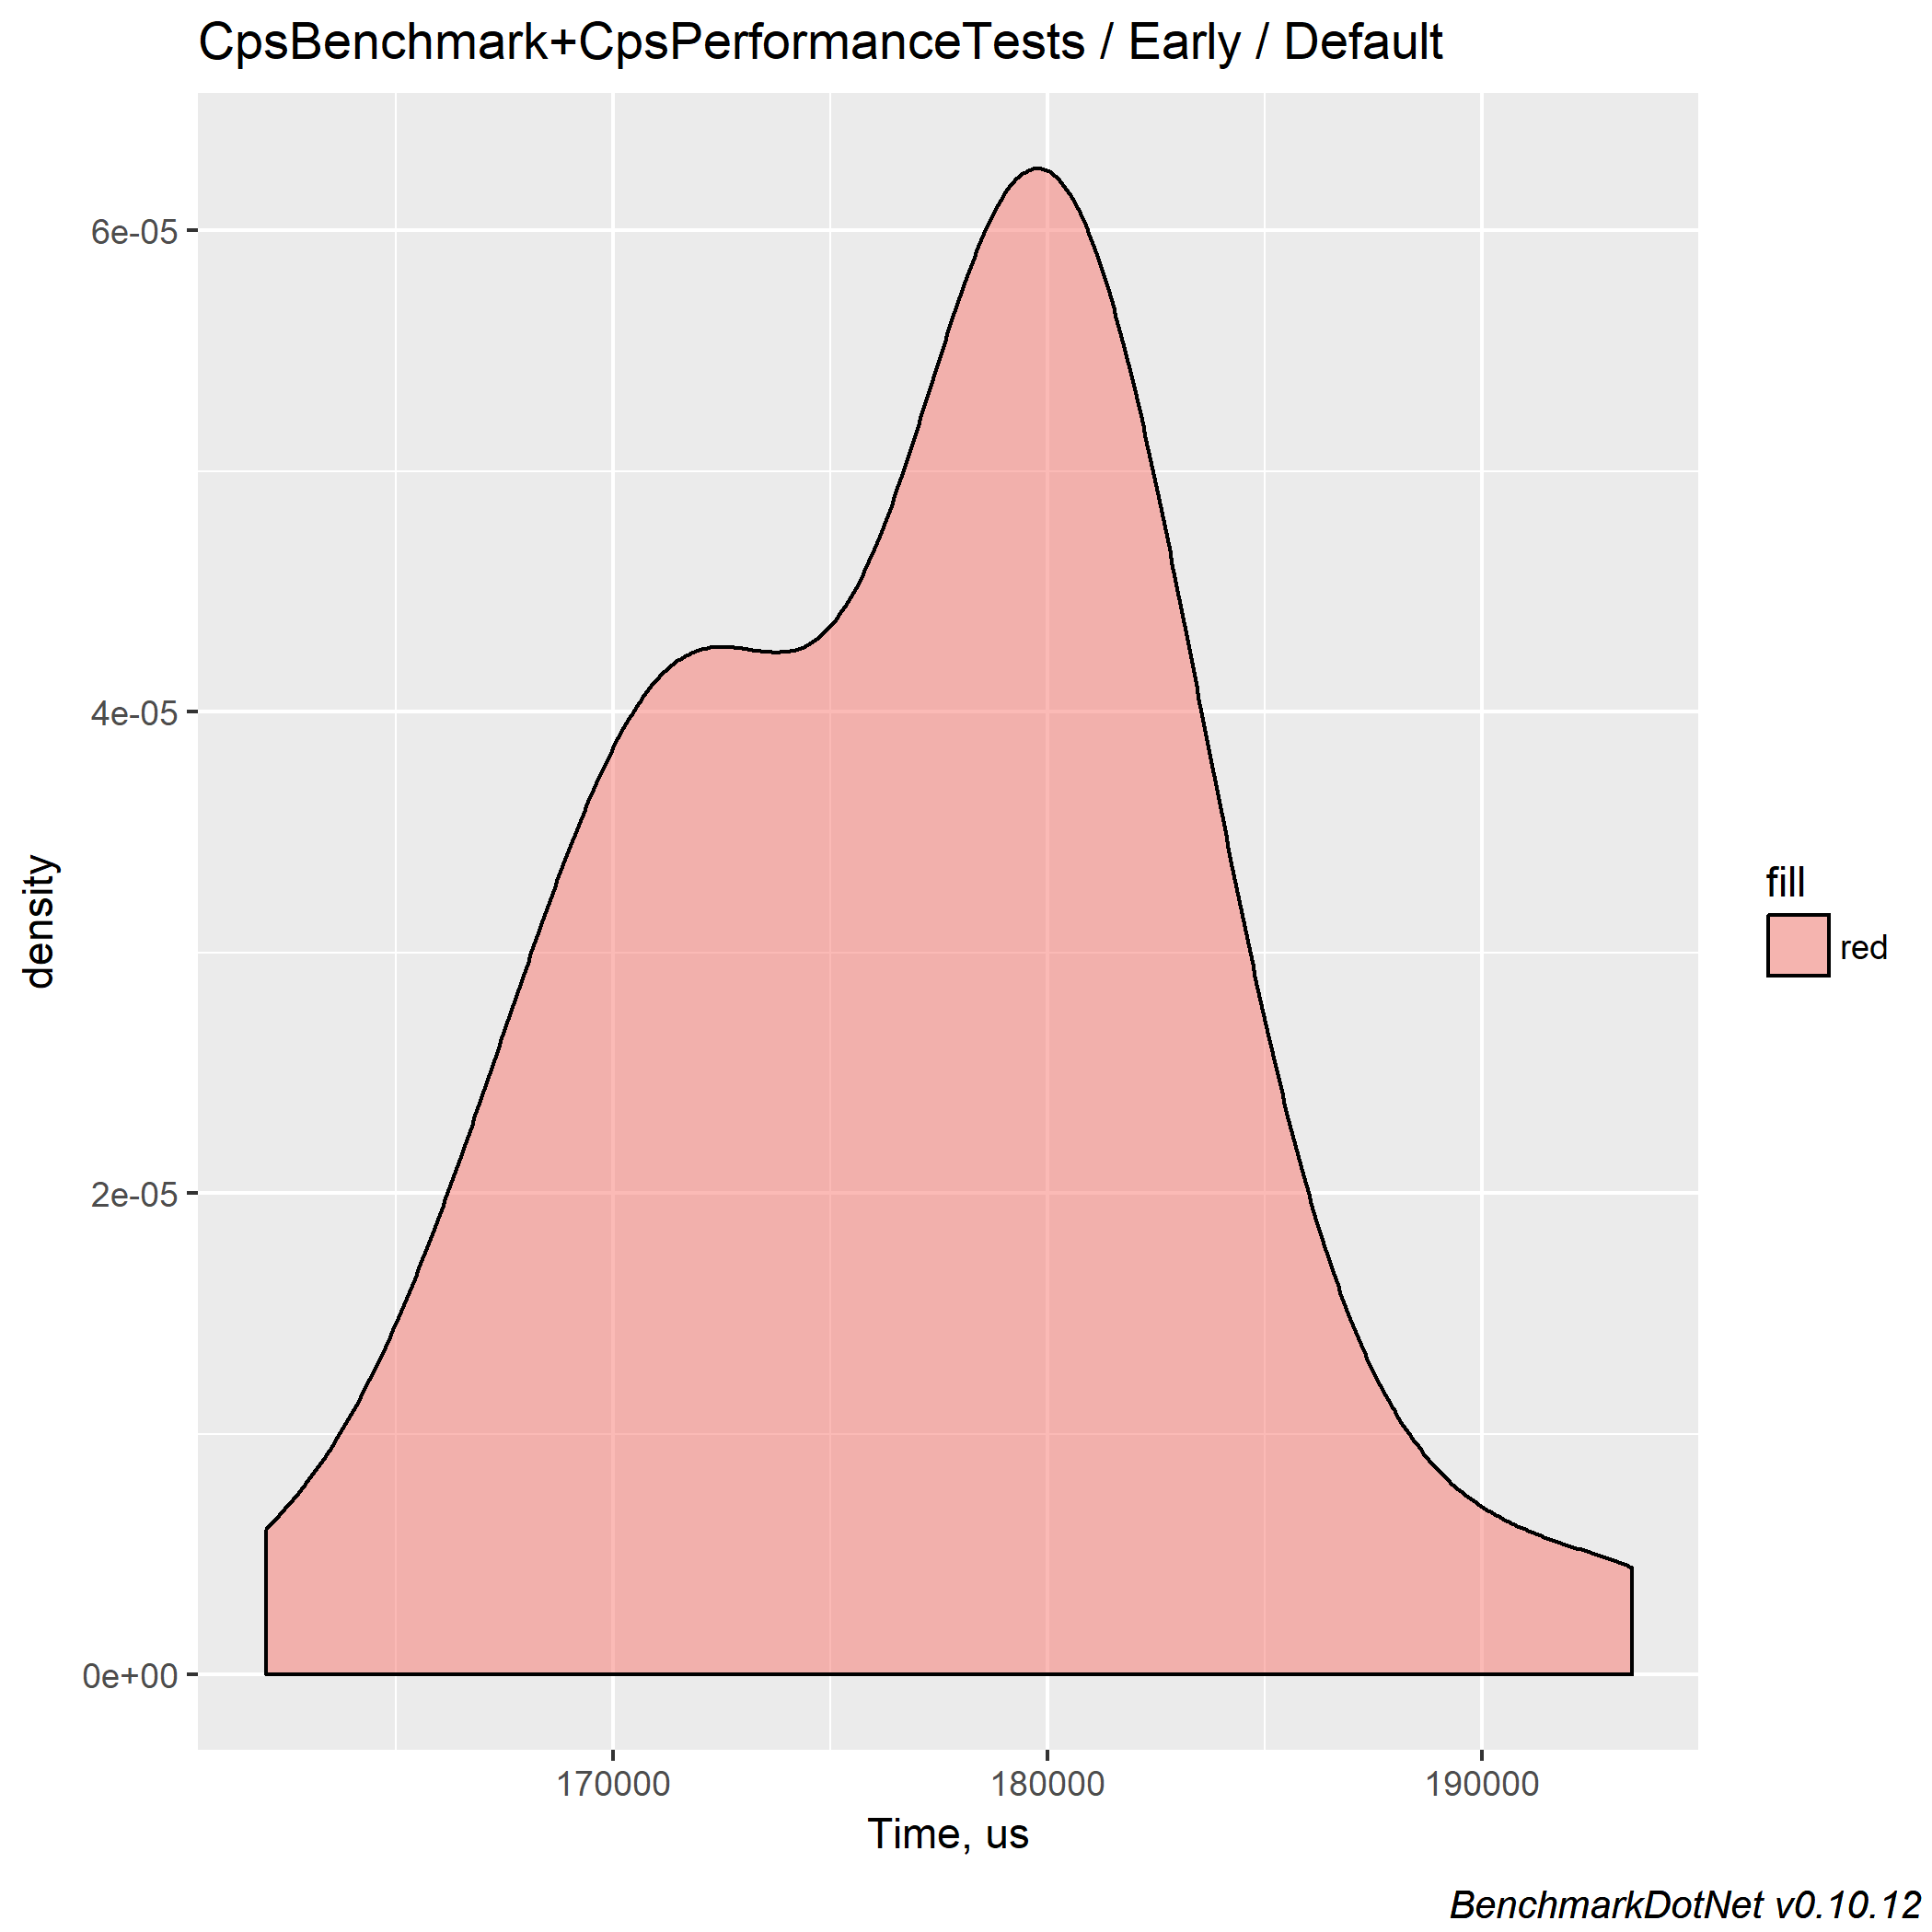 CpsBenchmark+CpsPerformanceTests / Early / Default
6e-05
4e-05
2e-05
0e+00
density
170000 180000 190000
Time, us
fill
red
BenchmarkDotNet v0.10.12